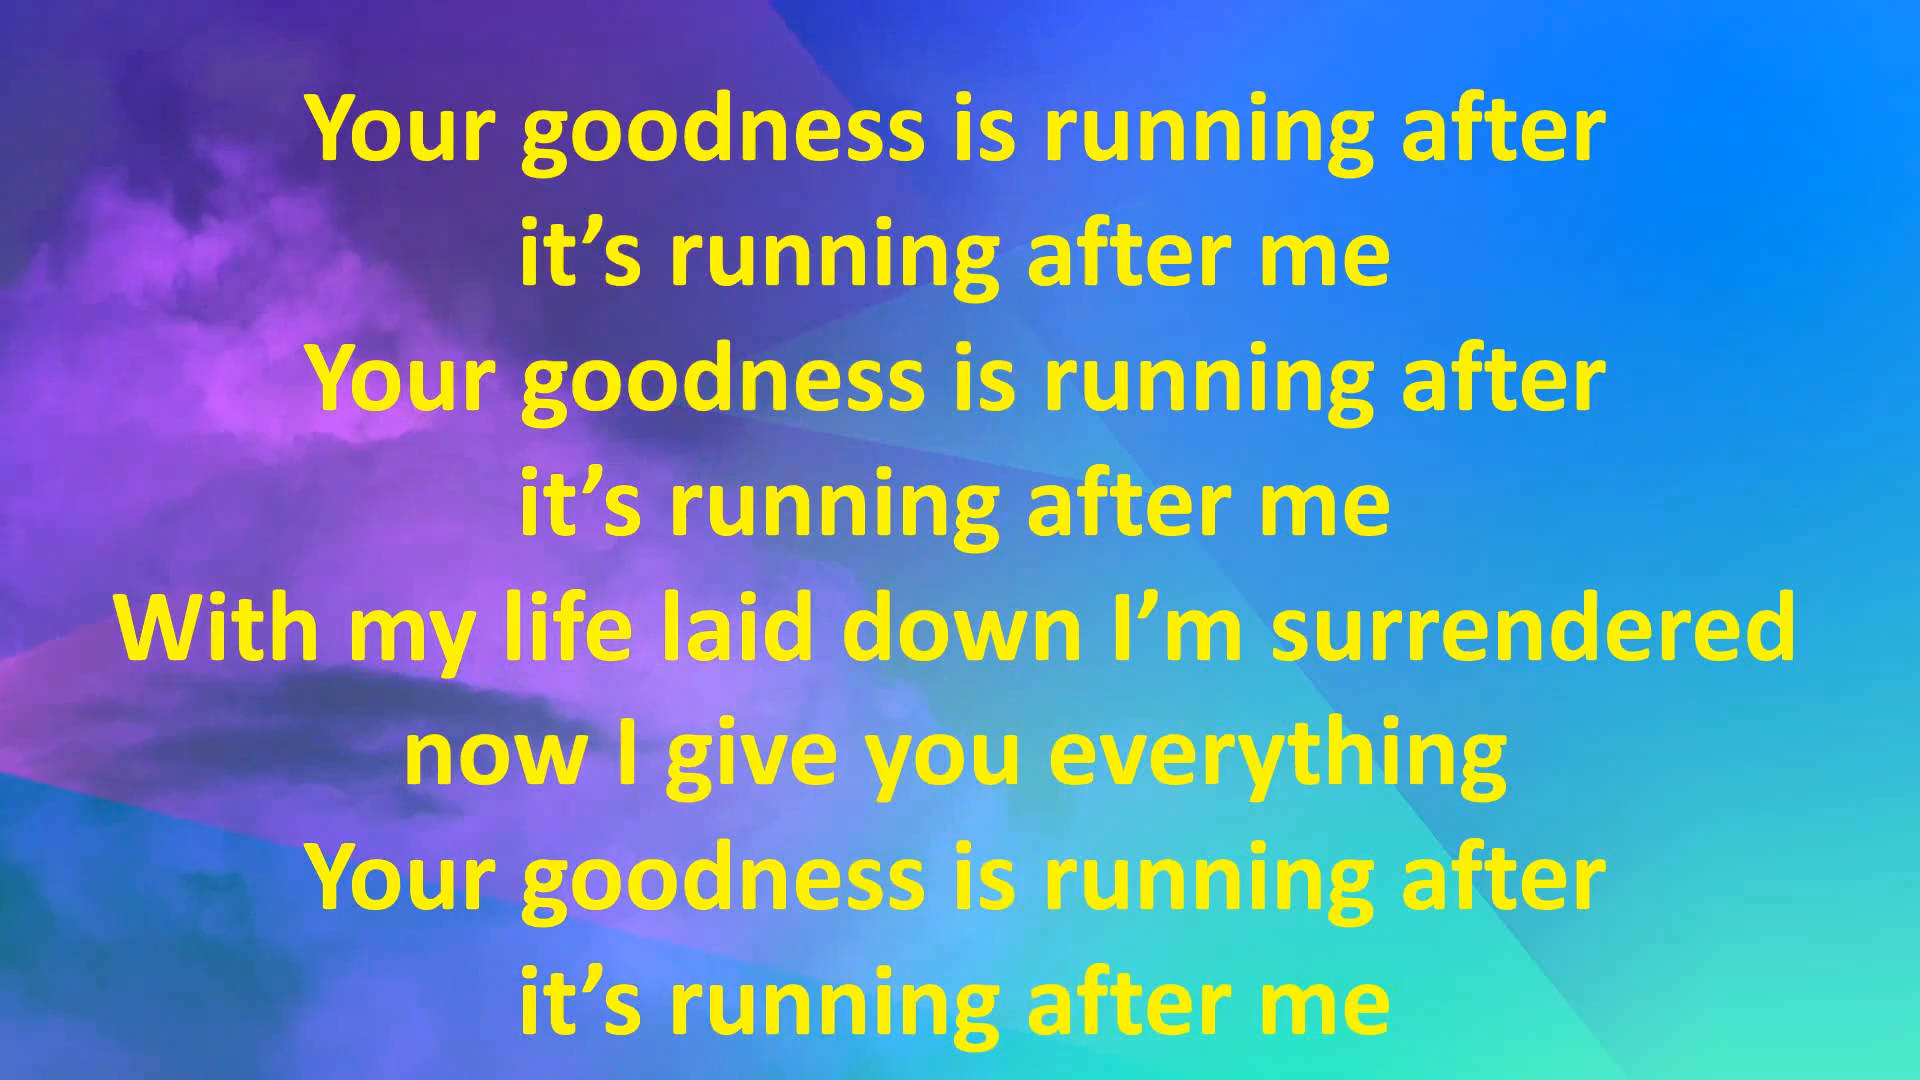 Your goodness is running after
it’s running after me
Your goodness is running after
it’s running after me
With my life laid down I’m surrendered
now I give you everything
Your goodness is running after
it’s running after me